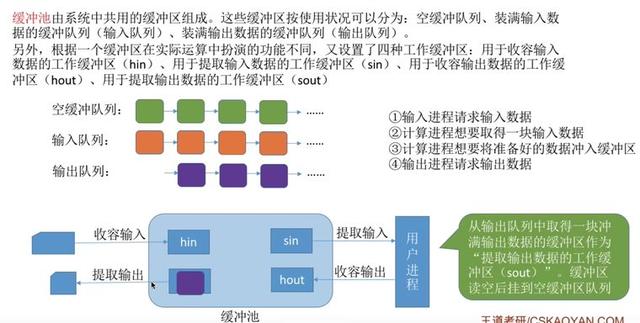 缓冲池由系统中共用的缓冲区组成。这些缓冲区按使用状况可以分为：空缓冲队列、装满输入数
据的缓冲队列（输入队列）、装满输出数据的缓冲队列（输出队列）。
另外，根据一个缓冲区在实际运算中扮演的功能不同，又设置了四种工作缓冲区：用于收容输入
数据的工作缓冲区（hin）、用于提取输入数据的工作缓冲区（sin）、用于收容输出数据的工作缓
冲区（hout）、用于提取输出数据的工作缓冲区（sout）
空缓冲队列：
……
输入队列：
……
输出队列：
……
①输入进程请求输入数据
②计算进程想要取得一块输入数据
③计算进程想要将准备好的数据冲入缓冲区
④输出进程请求输出数据
收容输入
hin
sin
提取输入
用户进程
提取输出
hout
收容输出
缓冲池
从输出队列中取得一块冲
满输出数据的缓冲区作为
“提取输出数据的工作缓
冲区（sout）”。缓冲区
读空后挂到空缓冲区队列
王道考研/CSKAOYAN.COM